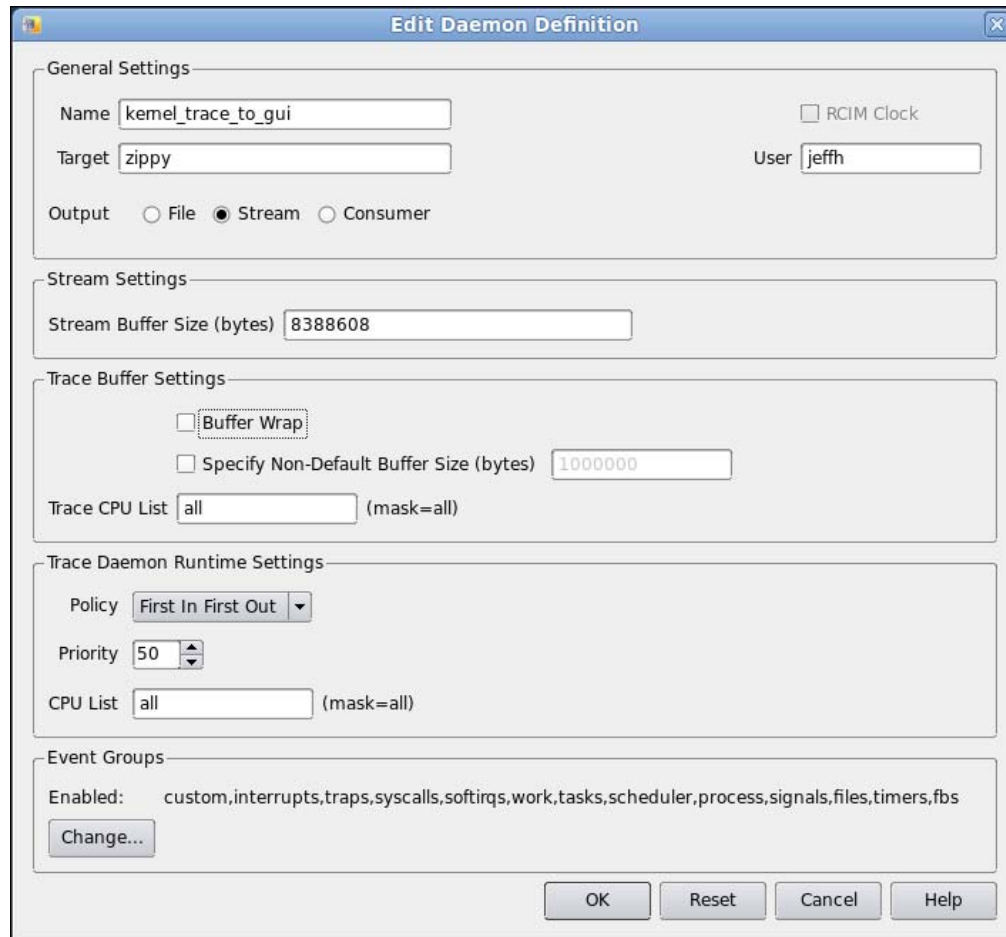 Edit Daemon Definition
General Settings
Name kernel_trace_to_gui RCIM Clock
Target zippy User jeffh
Output File Stream Consumer
Stream Settings
Stream Buffer Size (bytes) 8388608
Trace Buffer Settings
Buffer Wrap
Specify Non-Default Buffer Size (bytes) 1000000
Trace CPU List all (mask=all)
Trace Daemon Runtime Settings
Policy First In First Out
Priority 50
CPU List all (mask=all)
Event Groups
Enabled: custom,interrupts,traps,syscalls,softirqs,work,tasks,scheduler,process,signals,files,timers,fbs
Change...
OK Reset Cancel Help